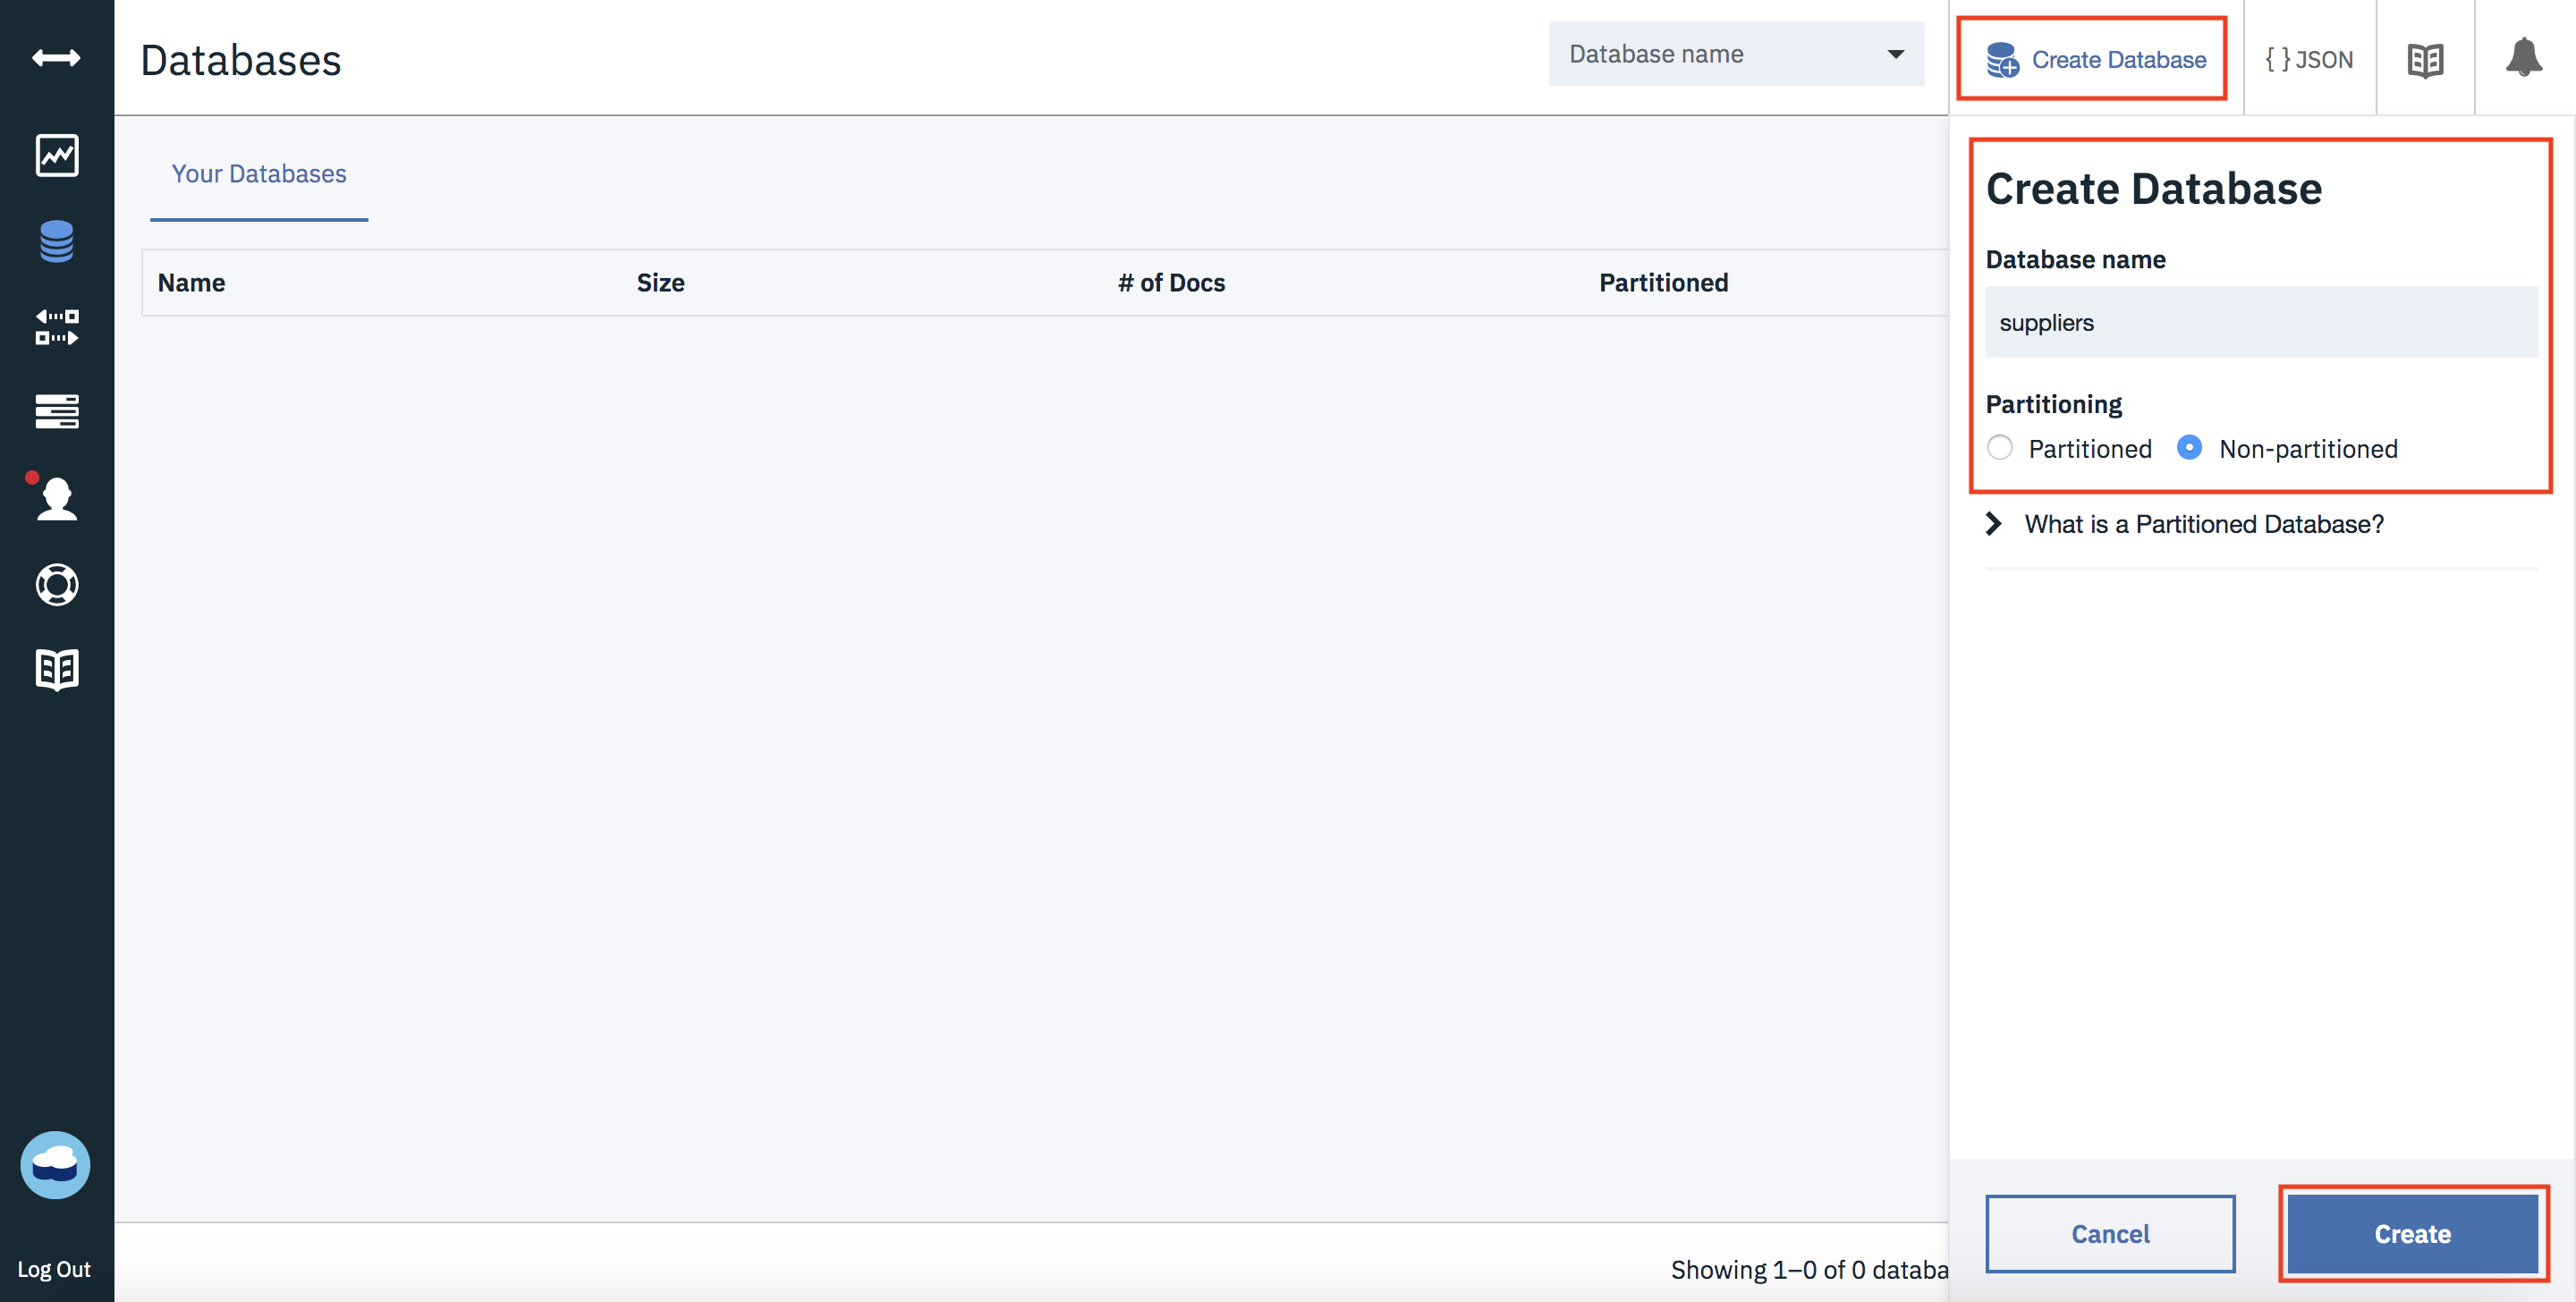 Databases
Database name
Create Database
{ } JSON
Your Databases
Name Size # of Docs Partitioned
Create Database
Database name
suppliers
Partitioning
Partitioned Non-partitioned
What is a Partitioned Database?
Cancel
Create
Log Out
Showing 1–0 of 0 databa